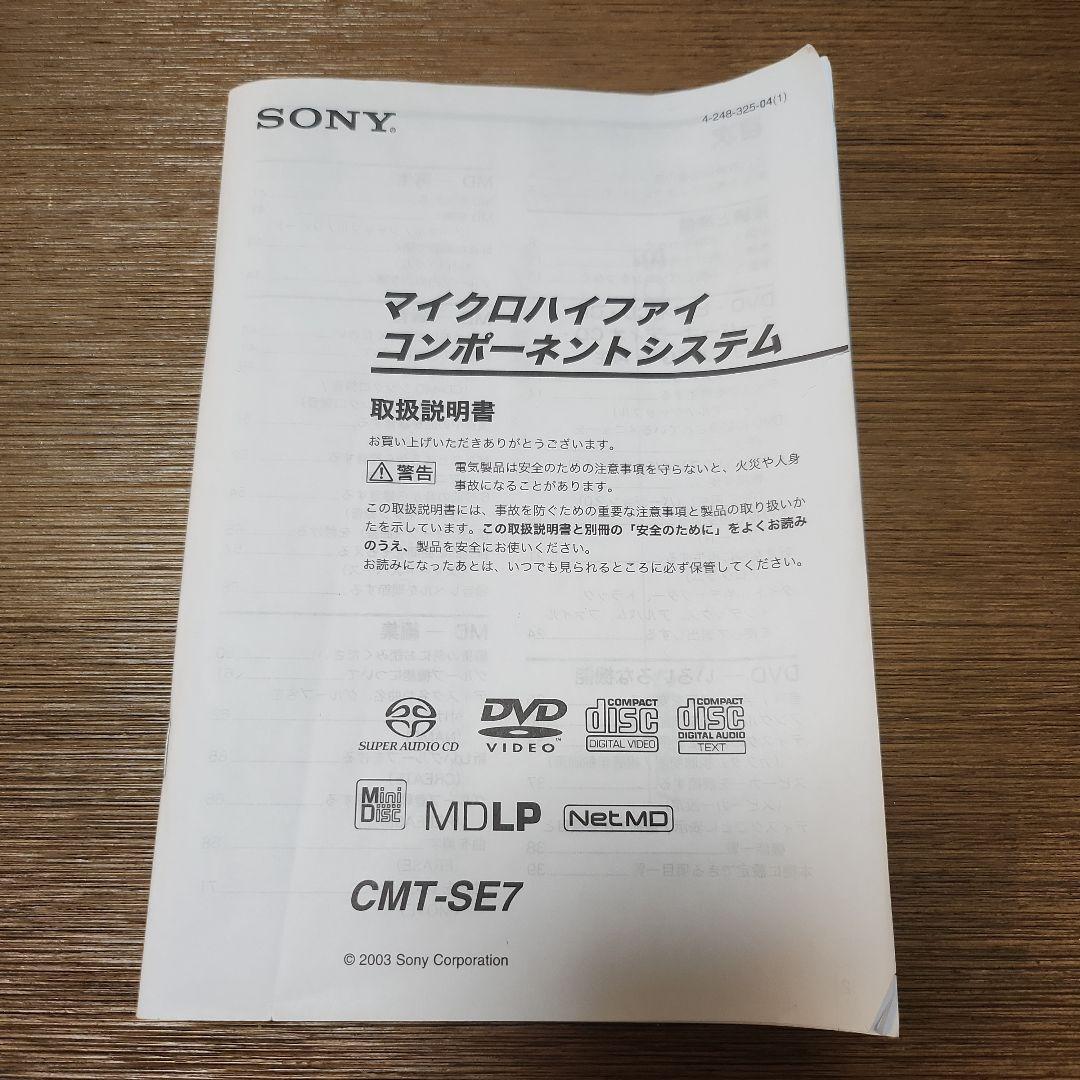 SONY®
4-248-325-04(1)
マイクロハイファイ
コンポーネントシステム
取扱説明書
お買い上げいただきありがとうございます。
警告
電気製品は安全のための注意事項を守らないと、火災や人身
事故になることがあります。
この取扱説明書には、事故を防ぐための重要な注意事項と製品の取り扱いか
たを示しています。この取扱説明書と別冊の「安全のために」をよくお読み
のうえ、製品を安全にお使いください。
お読みになったあとは、いつでも見られるところに必ず保管してください。
SUPER AUDIO CD
DVD
VIDEO
COMPACT
disc
DIGITAL VIDEO
COMPACT
disc
DIGITAL AUDIO
TEXT
Mini
Disc
MDLP
NetMD
CMT-SE7
© 2003 Sony Corporation